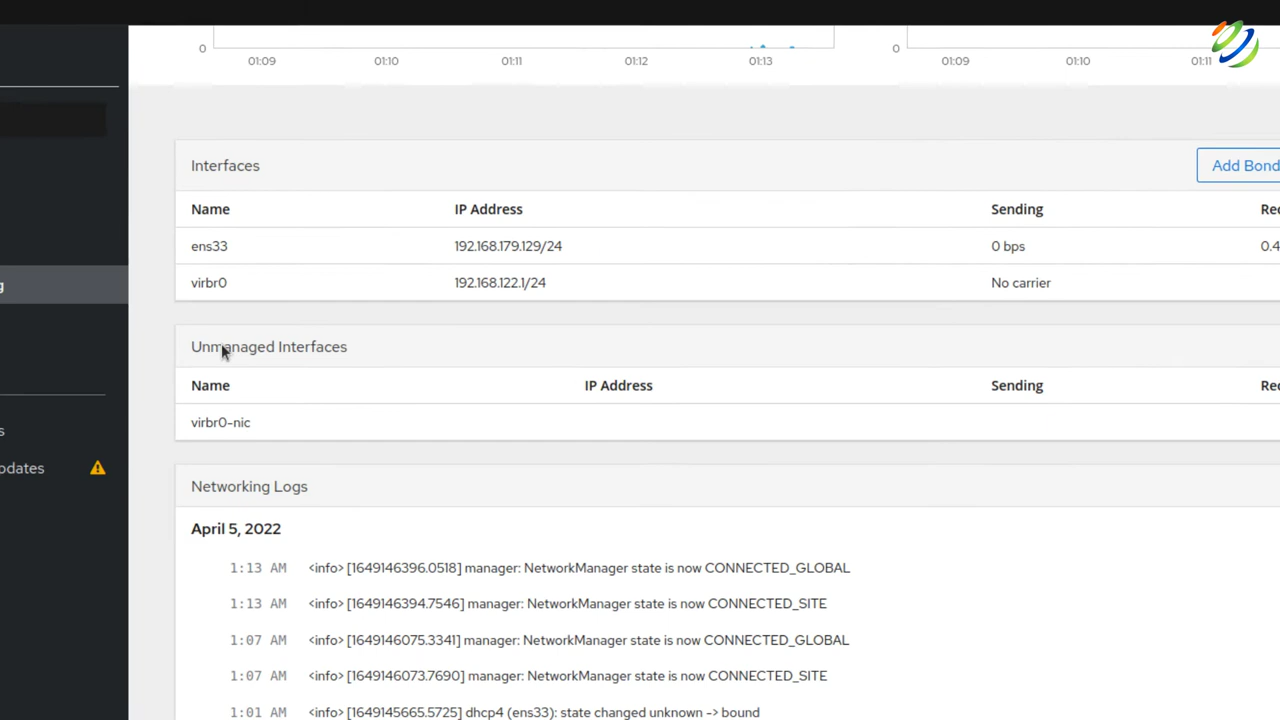 0 0
01:09 01:10 01:11 01:12 01:13 01:09 01:10 01:11
Interfaces Add Bond
Name IP Address Sending Rec
ens33 192.168.179.129/24 0 bps 0.4
virbr0 192.168.122.1/24 No carrier
g
Unmanaged Interfaces
Name IP Address Sending Rec
virbr0-nic
s
pdates
Networking Logs
April 5, 2022
1:13 AM <info> [1649146396.0518] manager: NetworkManager state is now CONNECTED_GLOBAL
1:13 AM <info> [1649146394.7546] manager: NetworkManager state is now CONNECTED_SITE
1:07 AM <info> [1649146075.3341] manager: NetworkManager state is now CONNECTED_GLOBAL
1:07 AM <info> [1649146073.7690] manager: NetworkManager state is now CONNECTED_SITE
1:01 AM <info> [1649145665.5725] dhcp4 (ens33): state changed unknown -> bound